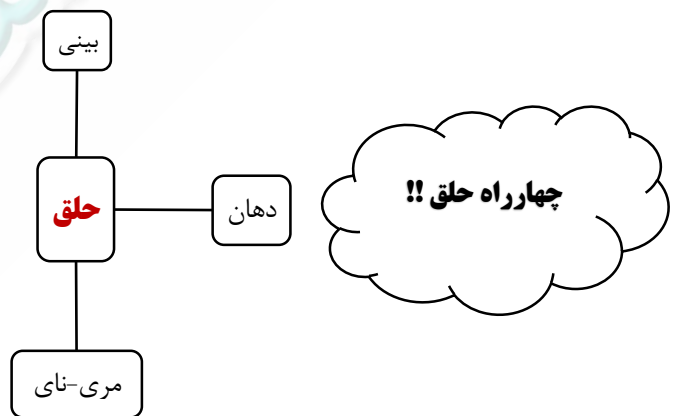 بینی
چهارراه حلق !!
حلق
دهان
مری-نای